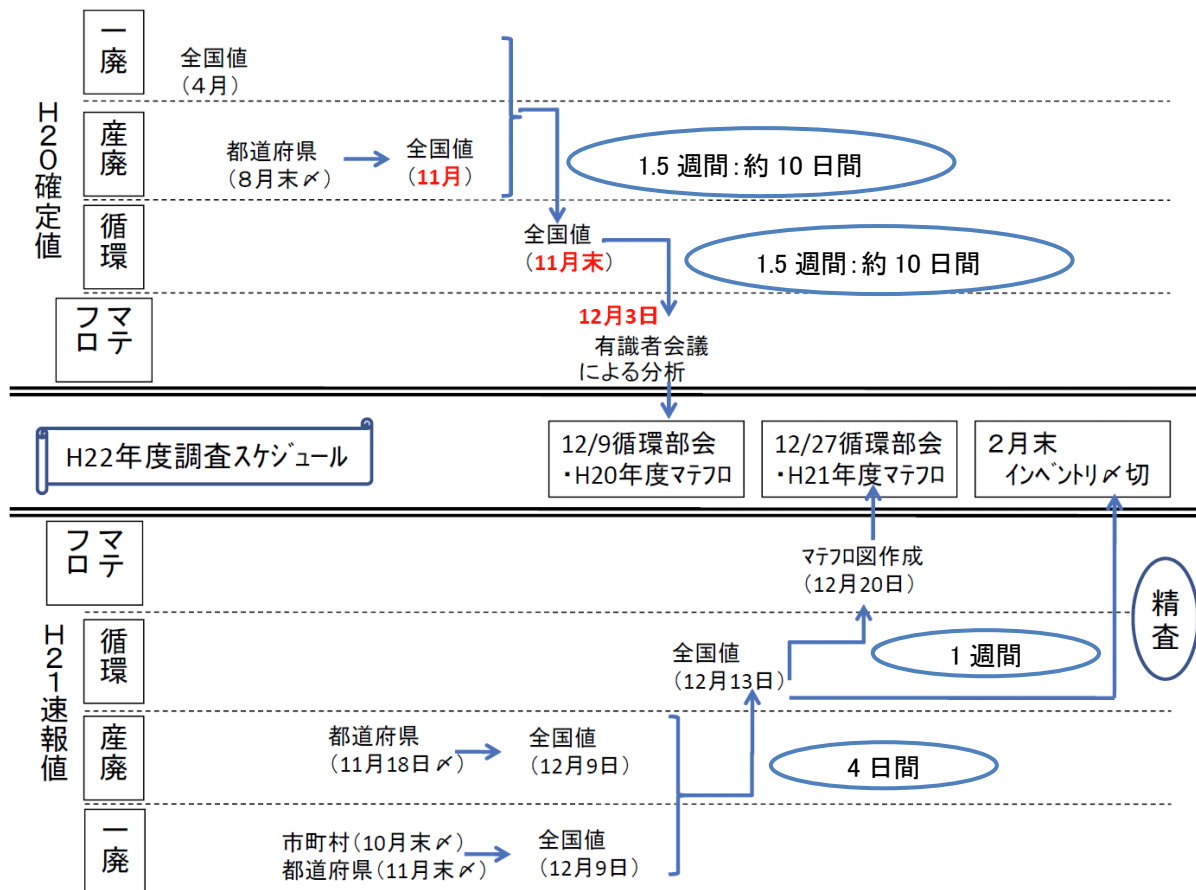 H20確定値
一廃
全国値
（４月）
産廃
都道府県
（８月末〆）
全国値
（11月）
1.5 週間：約 10 日間
循環
全国値
（11月末）
1.5 週間：約 10 日間
マテフロ
12月3日
有識者会議
による分析
H22年度調査スケジュール
12/9循環部会
・H20年度マテフロ
12/27循環部会
・H21年度マテフロ
２月末
インベントリ〆切
H21速報値
マテフロ
マテフロ図作成
（12月20日）
精査
循環
全国値
（12月13日）
1 週間
産廃
都道府県
（11月18日〆）
全国値
（12月9日）
4 日間
一廃
市町村（10月末〆）
都道府県（11月末〆）
全国値
（12月9日）